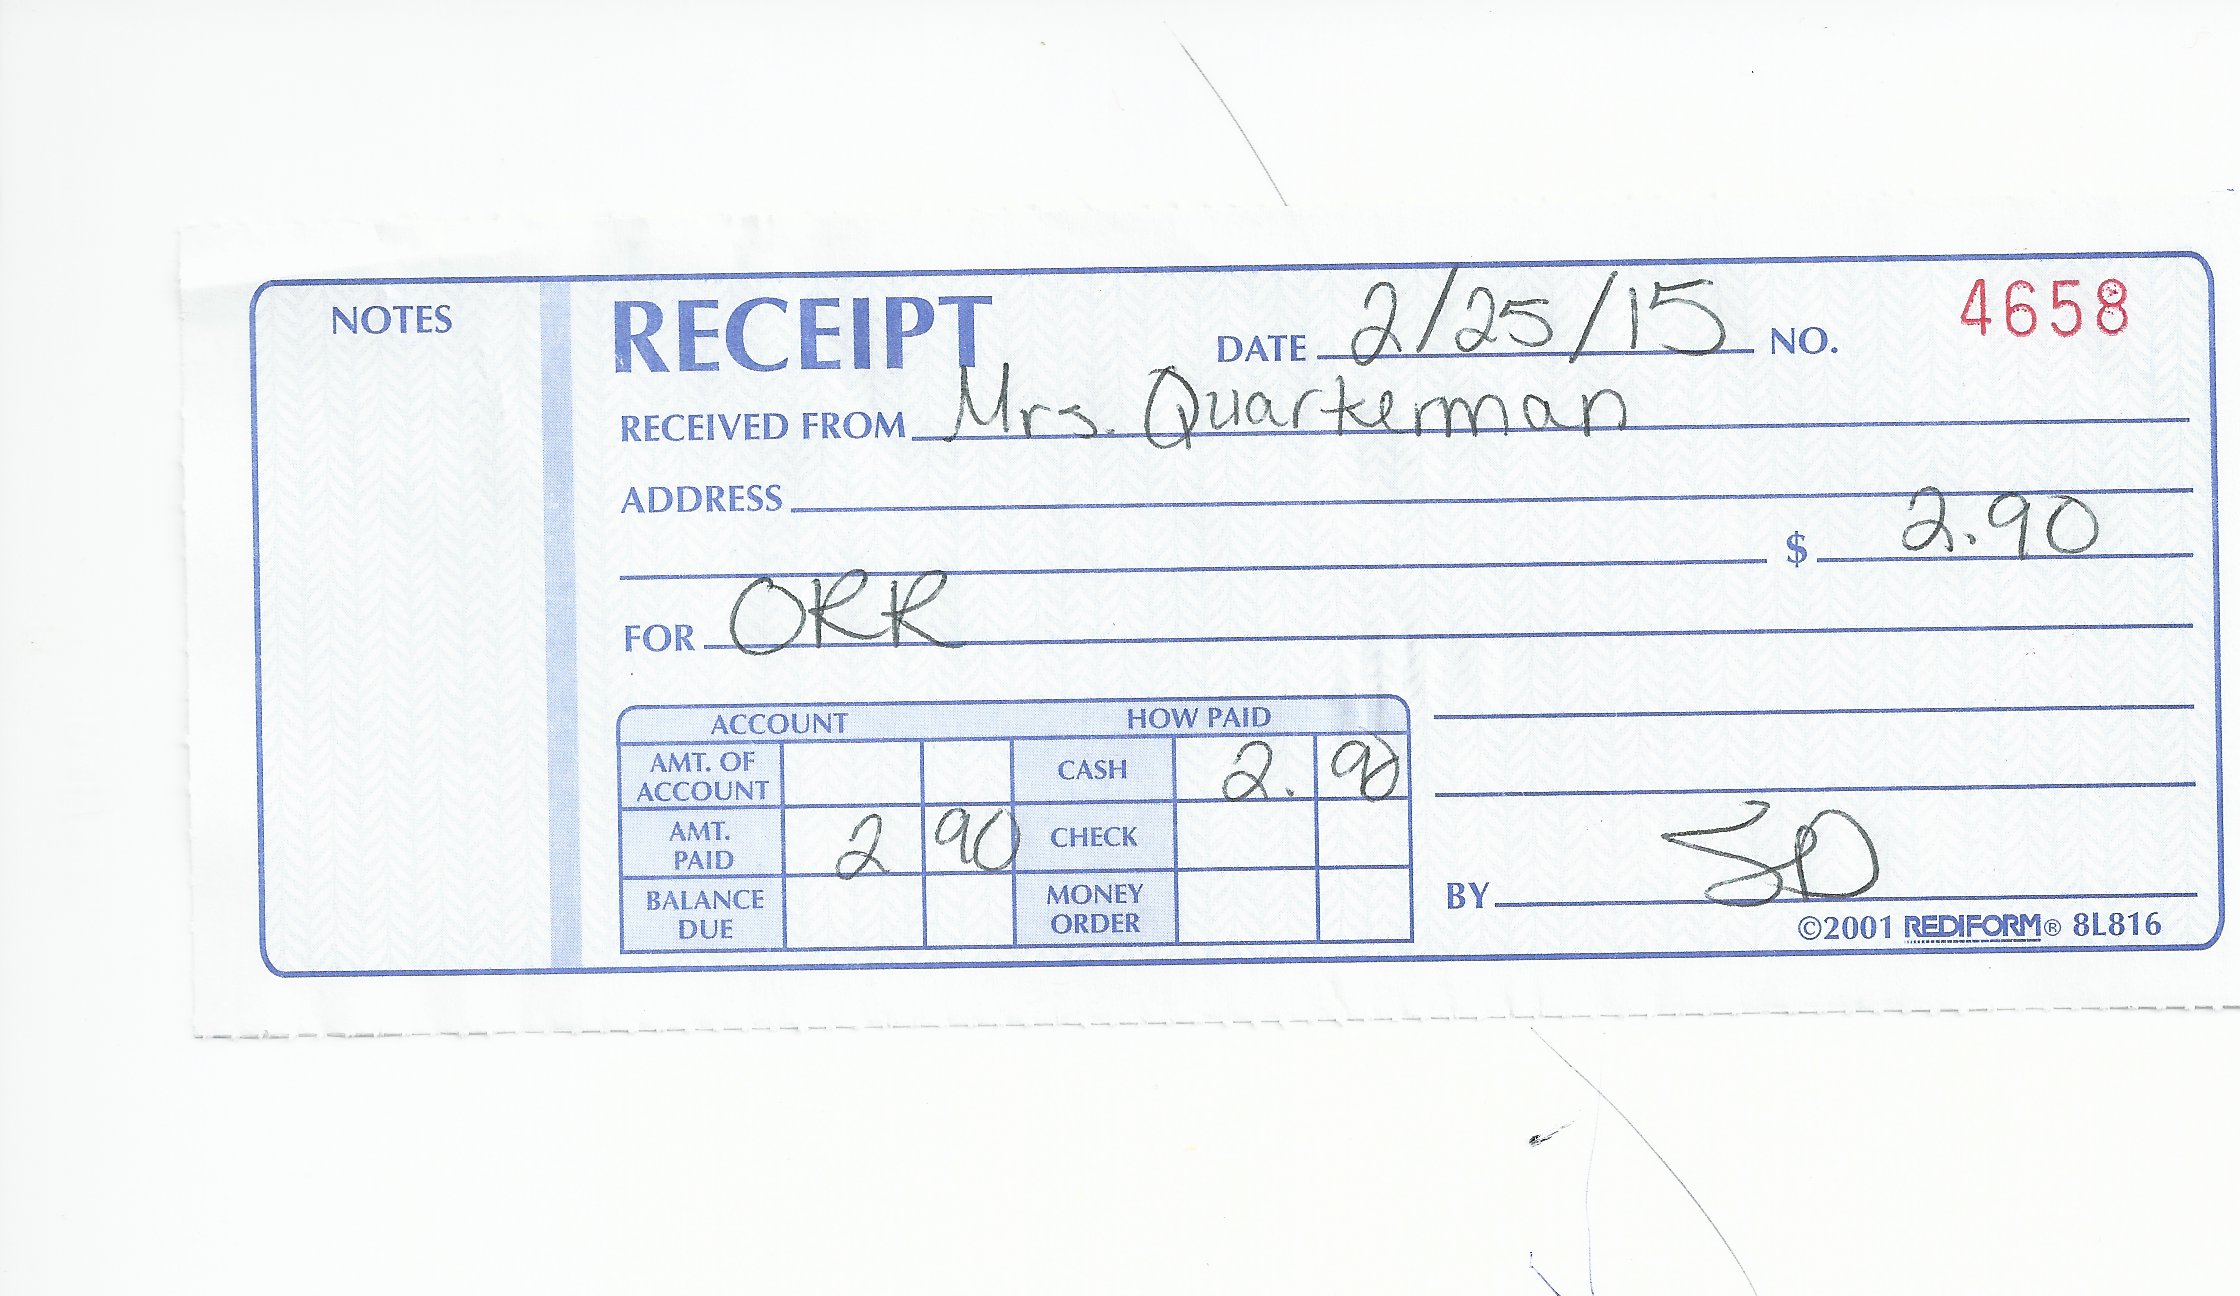 NOTES
RECEIPT DATE 2/25/15 NO. 4658
RECEIVED FROM Mrs. Quarterman
ADDRESS
$ 2.90
FOR ORR
ACCOUNT HOW PAID
AMT. OF ACCOUNT CASH 2. 90
AMT. PAID 2 90 CHECK
BALANCE DUE MONEY ORDER
BY
©2001 REDIFORM® 8L816